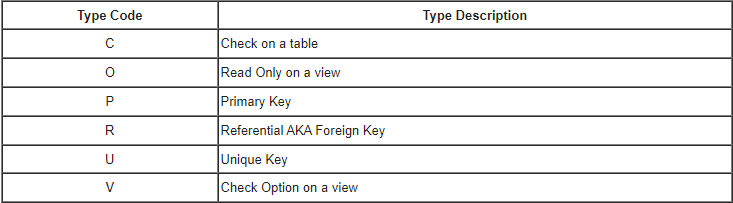 Type Code Type Description
C Check on a table
O Read Only on a view
P Primary Key
R Referential AKA Foreign Key
U Unique Key
V Check Option on a view